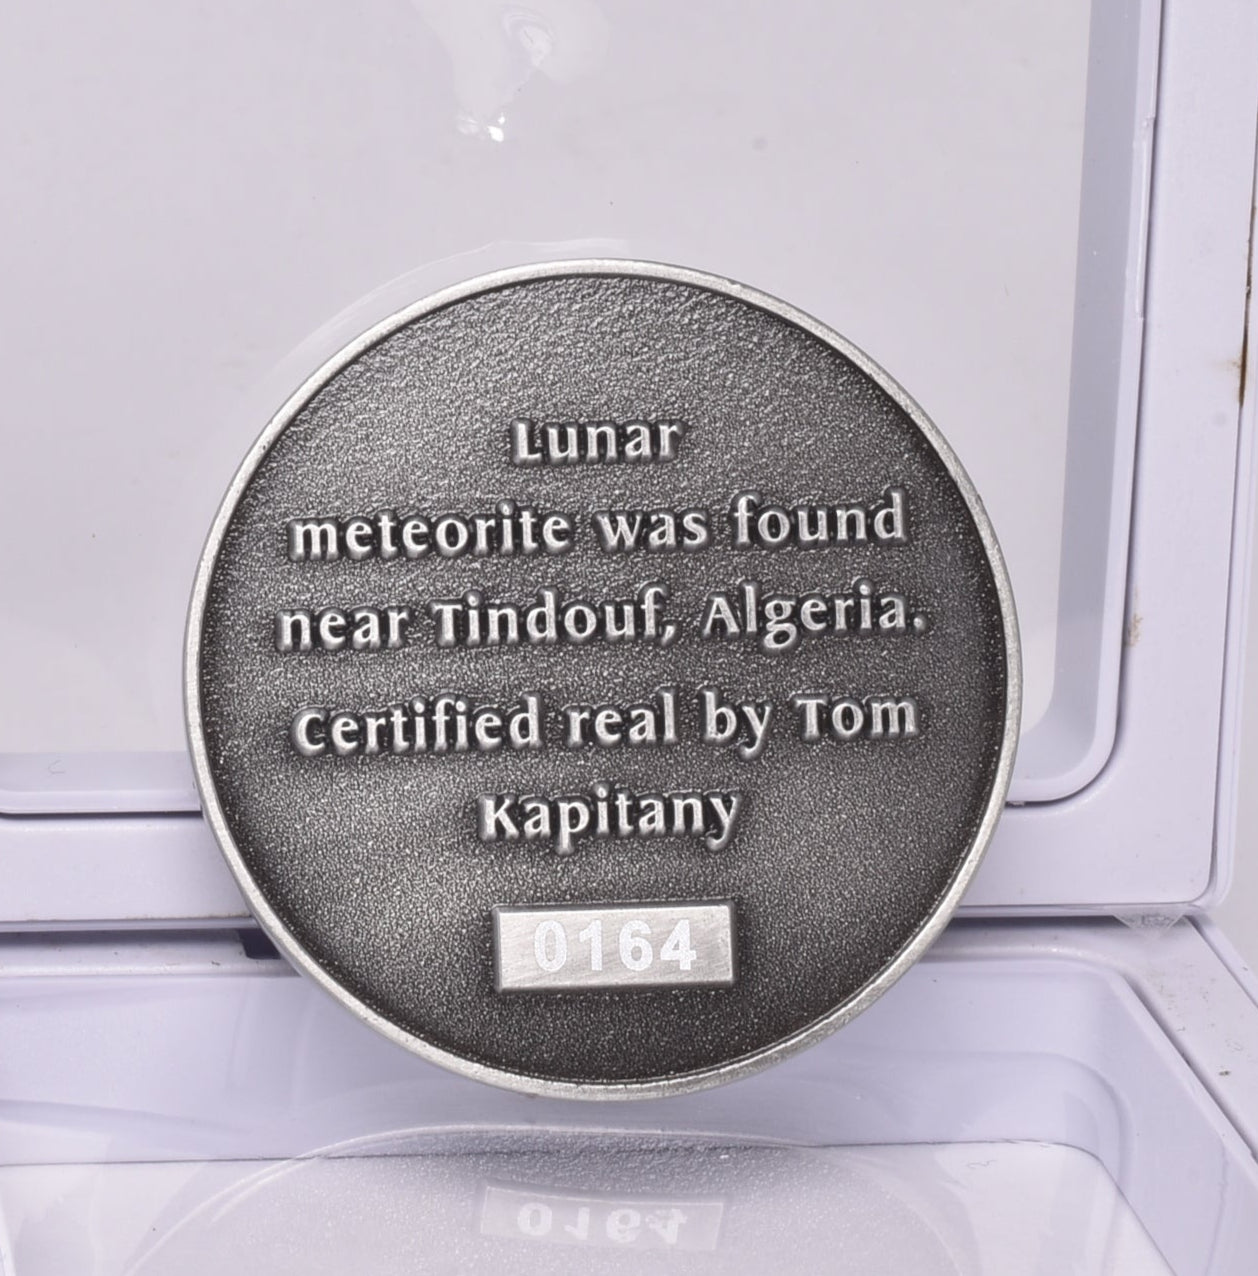 Lunar
meteorite was found
near Tindouf, Algeria.
Certified real by Tom
Kapitany
0164